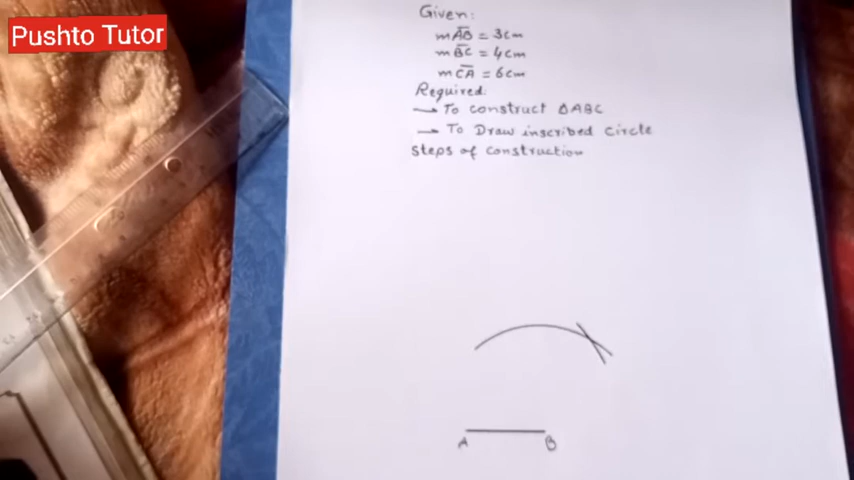 Pushto Tutor
Given:
mAB = 3cm
mBC = 4cm
mCA = 6cm
Required:
→ To construct ΔABC
→ To Draw inscribed circle
steps of construction
A B